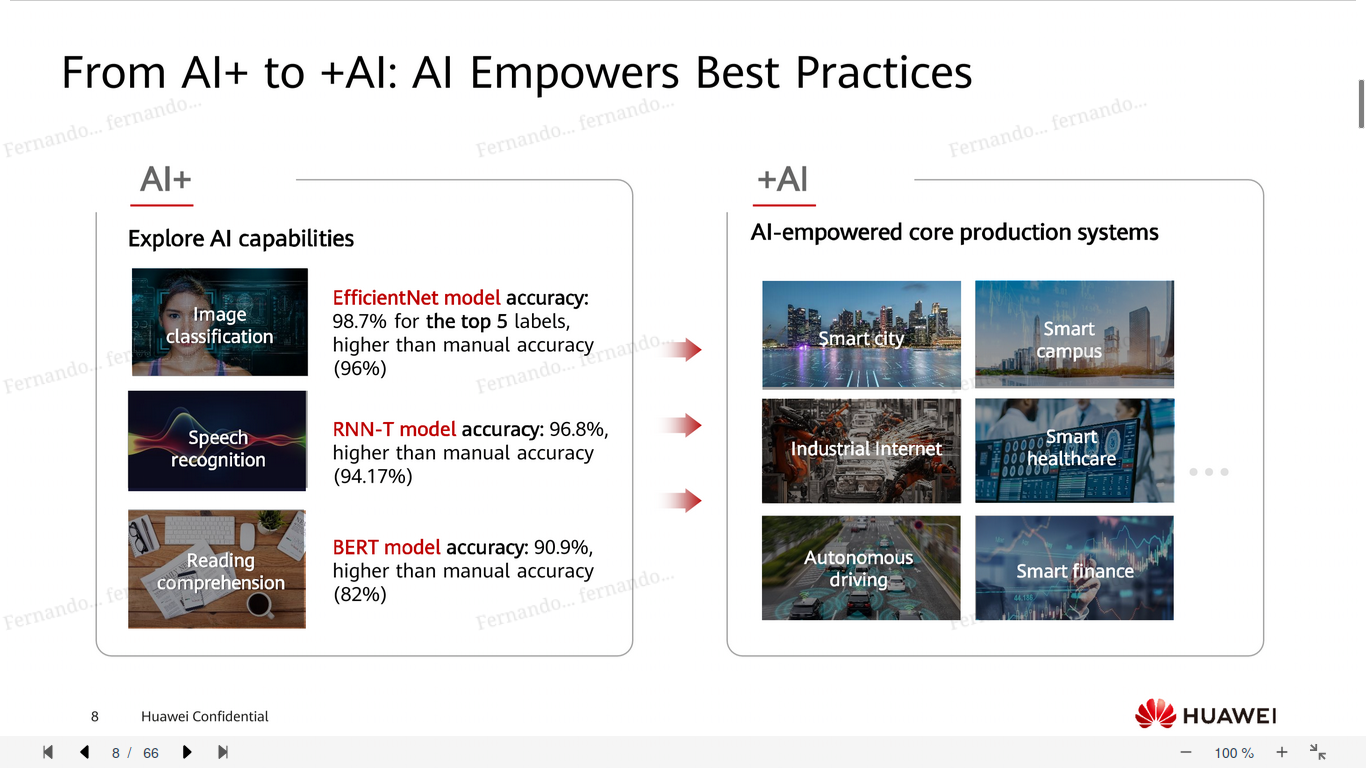 From AI+ to +AI: AI Empowers Best Practices
Fernando... fernando...
Fernando... fernando...
Fernando... fernando...
AI+
Explore AI capabilities
Image
classification
EfficientNet model accuracy:
98.7% for the top 5 labels,
higher than manual accuracy
(96%)
Speech
recognition
RNN-T model accuracy: 96.8%,
higher than manual accuracy
(94.17%)
Reading
comprehension
BERT model accuracy: 90.9%,
higher than manual accuracy
(82%)
Fernando...
Fernando... fernando...
Fernando...
Fernando... fernando...
+AI
AI-empowered core production systems
Smart city
Smart
campus
Industrial Internet
Smart
healthcare
Autonomous
driving
Smart finance
8
Huawei Confidential
HUAWEI
8 / 66
100 %